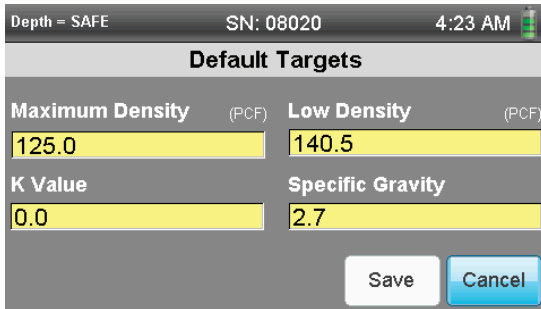 Depth = SAFE SN: 08020 4:23 AM
Default Targets
Maximum Density (PCF) Low Density (PCF)
125.0 140.5
K Value Specific Gravity
0.0 2.7
Save Cancel